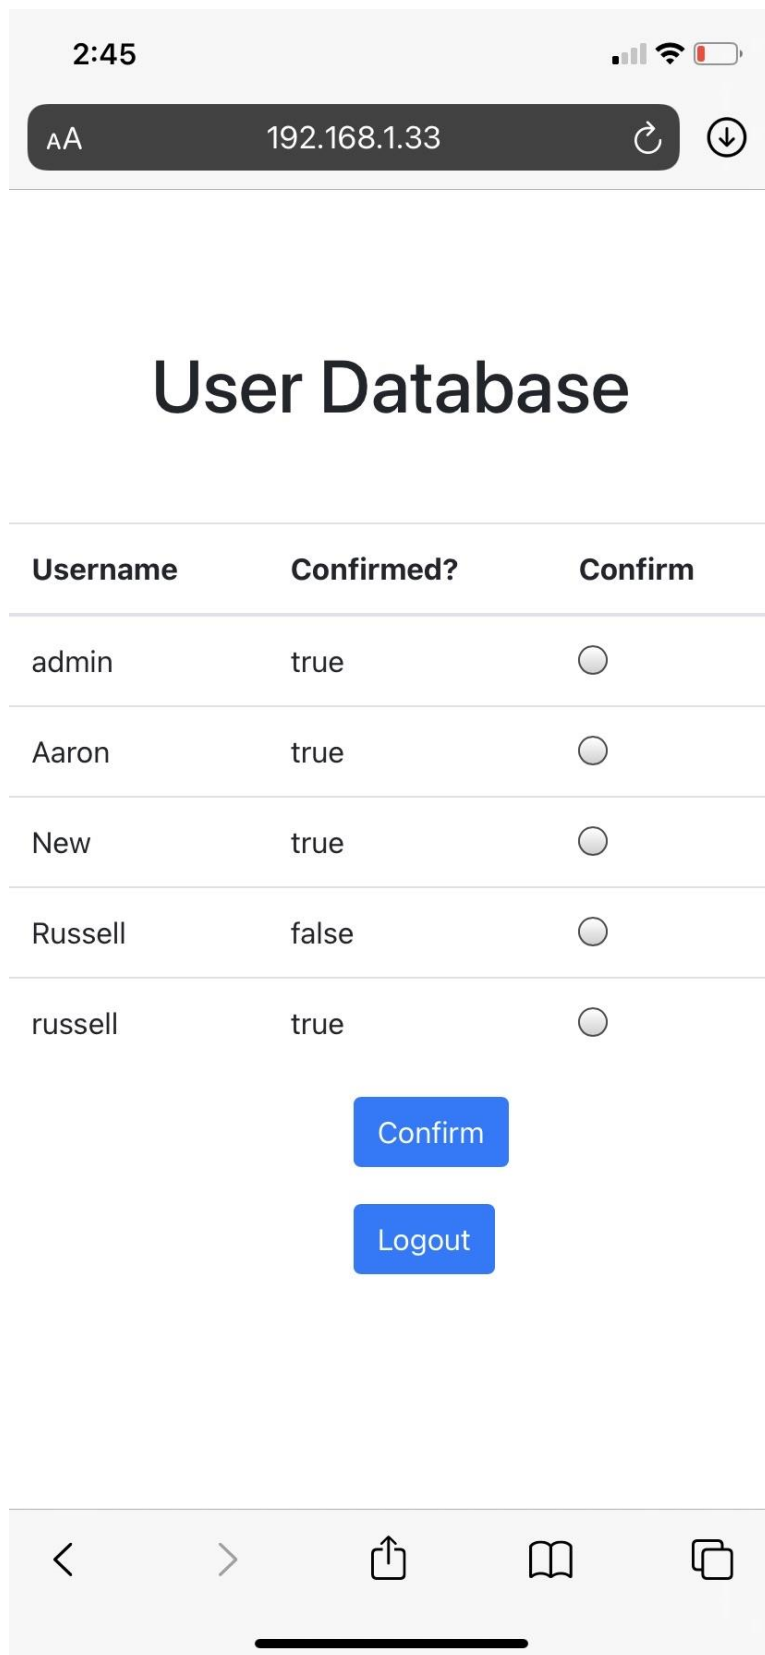 2:45
AA 192.168.1.33
User Database
Username Confirmed? Confirm
admin true
Aaron true
New true
Russell false
russell true
Confirm
Logout